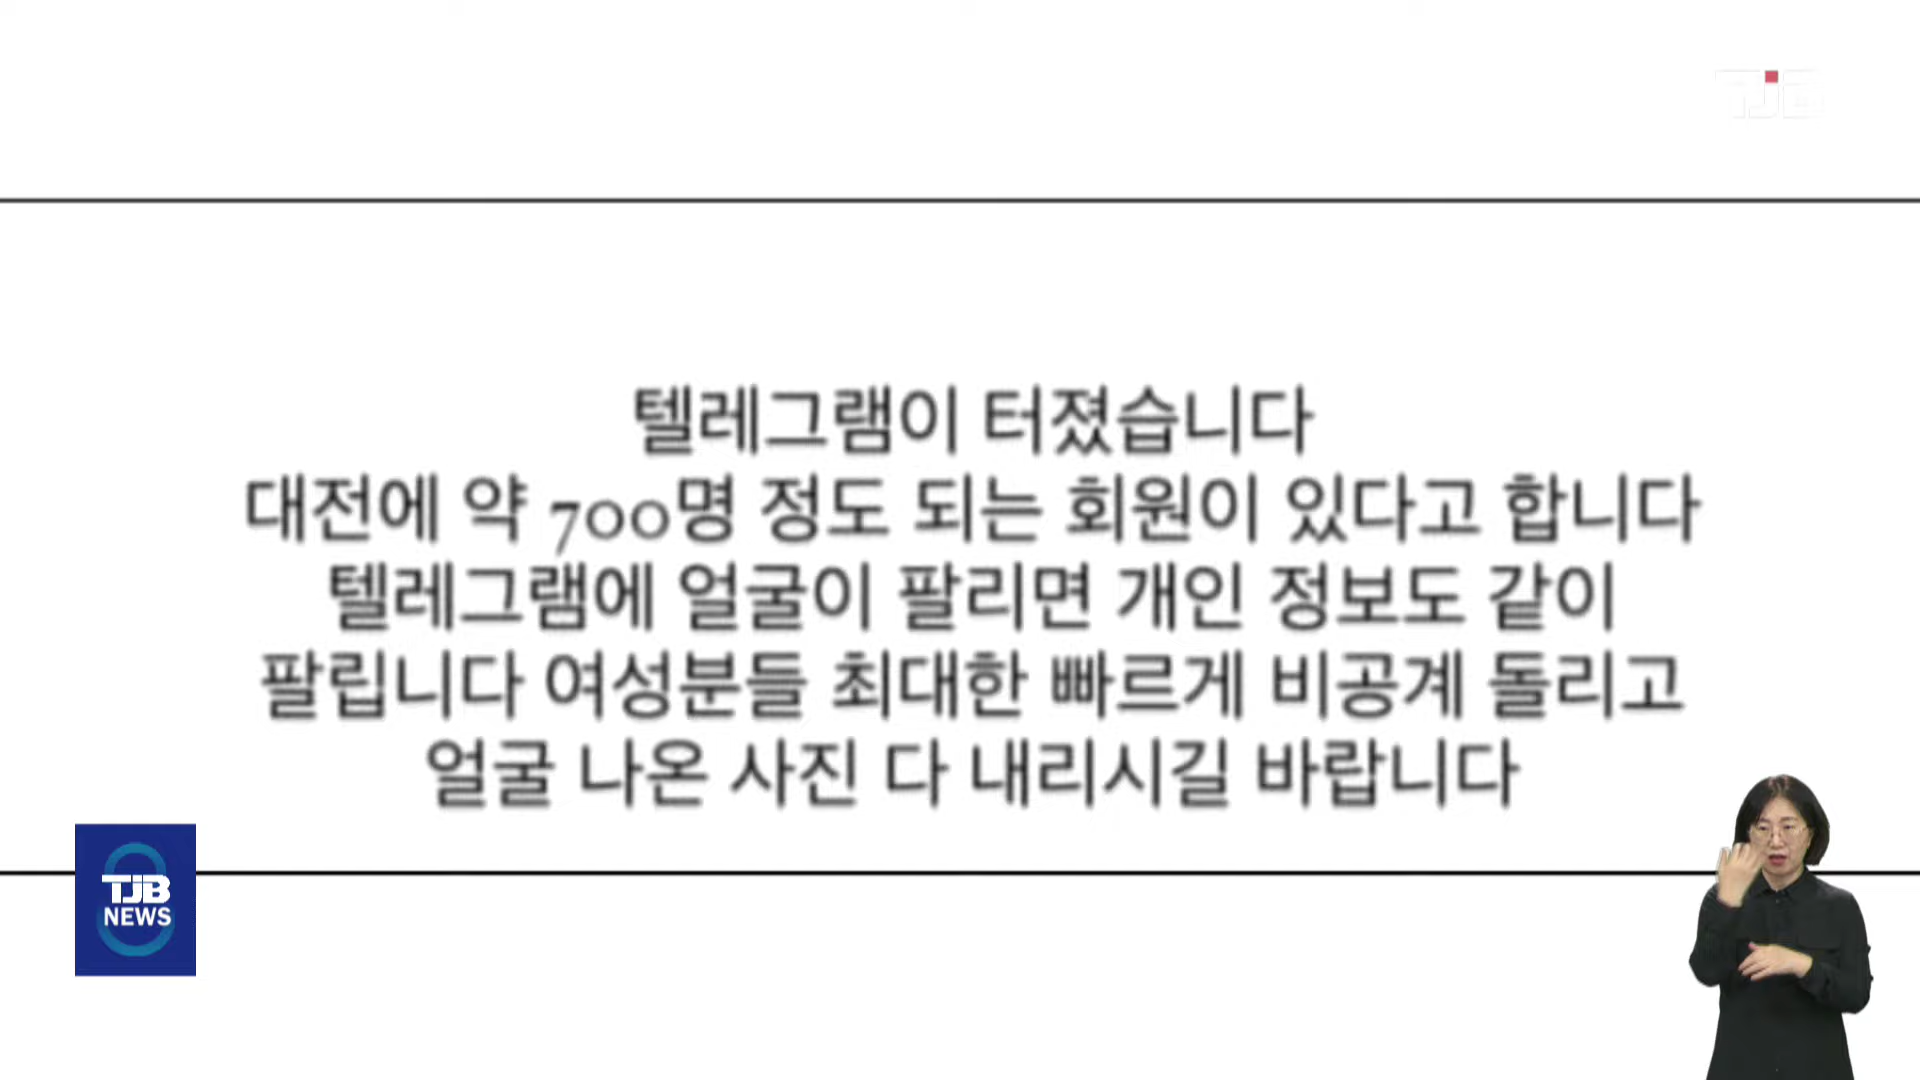 TJB
텔레그램이 터졌습니다
대전에 약 700명 정도 되는 회원이 있다고 합니다
텔레그램에 얼굴이 팔리면 개인 정보도 같이
팔립니다 여성분들 최대한 빠르게 비공계 돌리고
얼굴 나온 사진 다 내리시길 바랍니다
TJB
NEWS